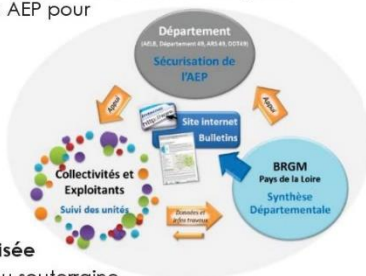 AEP pour
Département
(AELB, Département 49, ARS 49, DDT49)
Sécurisation de
l'AEP
Appui
Appui
Site internet
Bulletins
Collectivités et
Exploitants
Suivi des unités
BRGM
Pays de la Loire
Synthèse
Départementale
Données et
infos travaux
isée
u souterraine